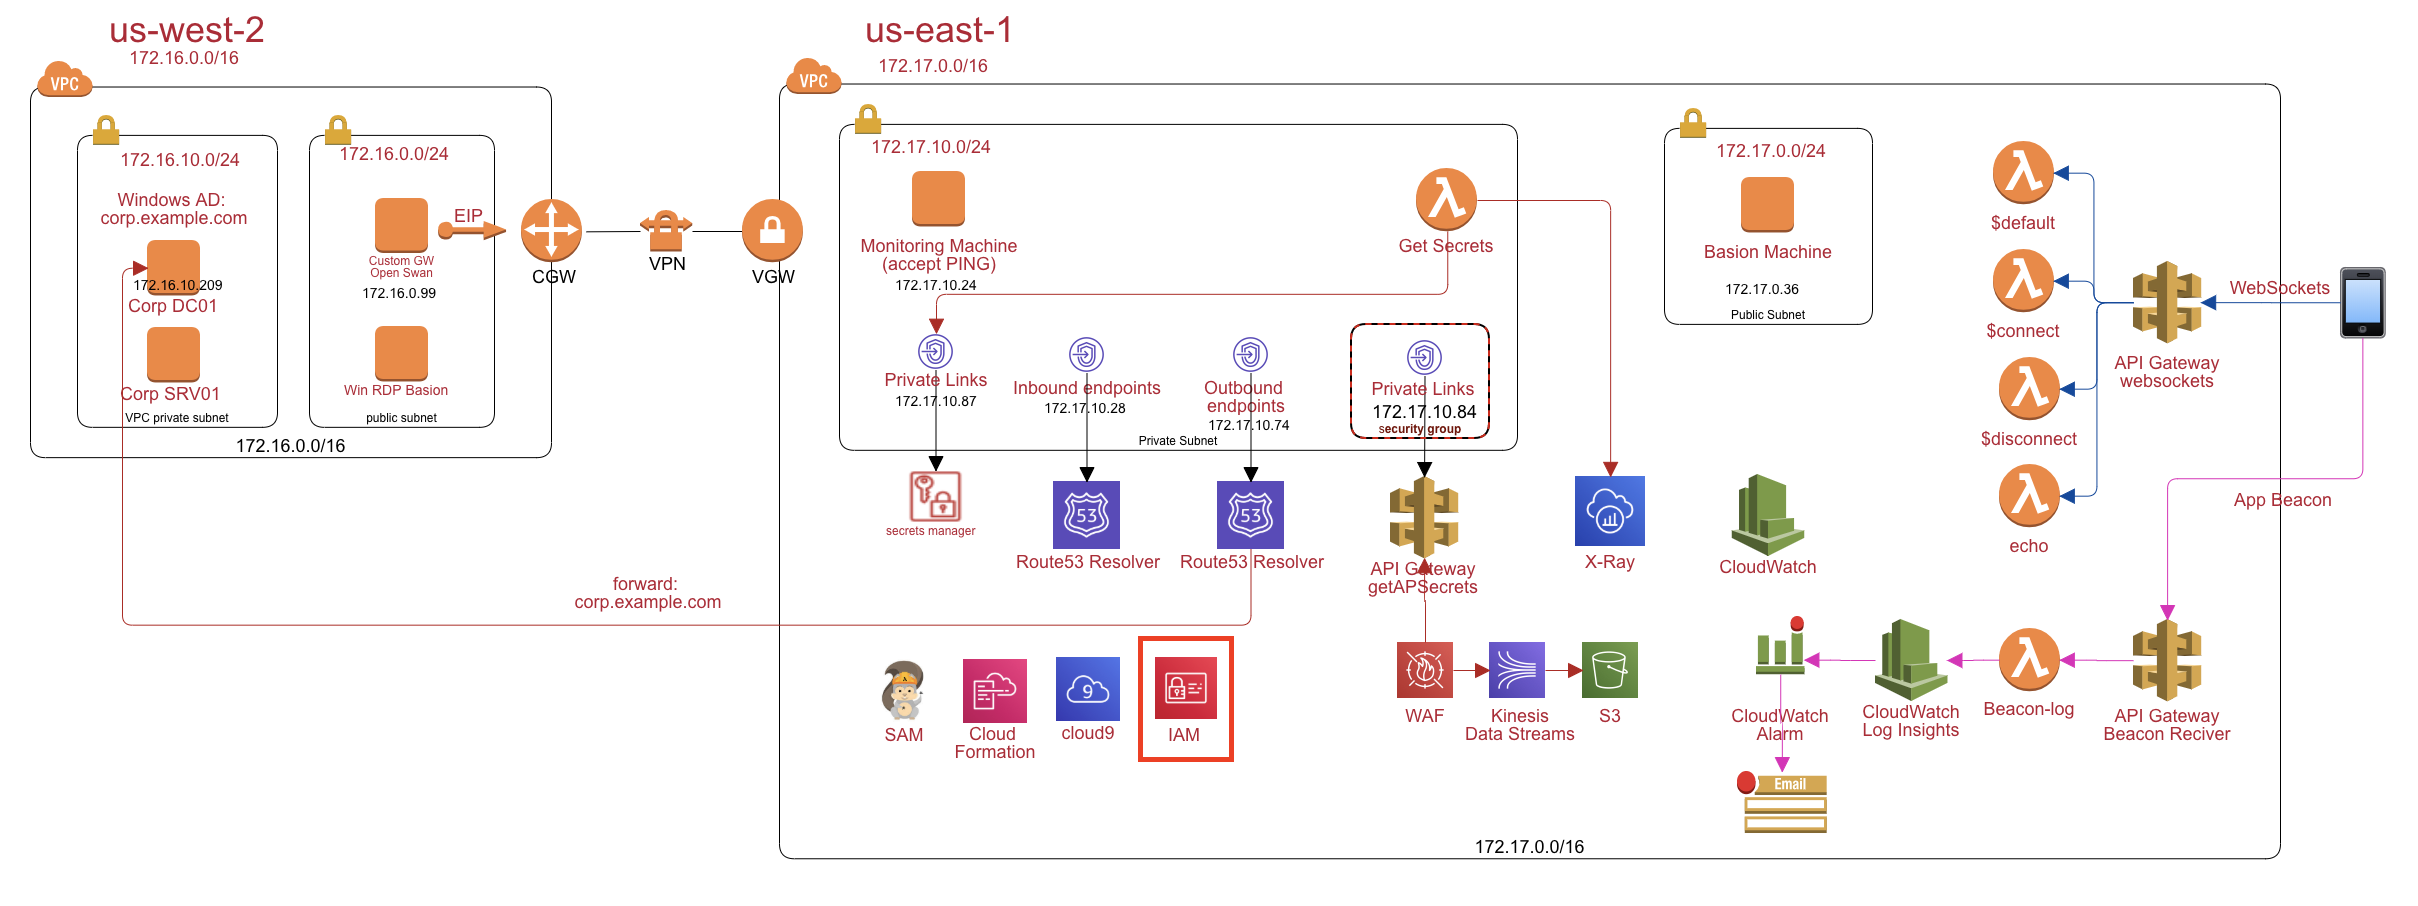 us-west-2
172.16.0.0/16
VPC
172.16.10.0/24
Windows AD:
corp.example.com
172.16.10.209
Corp DC01
Corp SRV01
VPC private subnet
172.16.0.0/24
EIP
Custom GW
Open Swan
172.16.0.99
Win RDP Basion
public subnet
172.16.0.0/16
CGW
VPN
VGW
us-east-1
172.17.0.0/16
VPC
172.17.10.0/24
Monitoring Machine
(accept PING)
172.17.10.24
Get Secrets
Private Links
172.17.10.87
Inbound endpoints
172.17.10.28
Outbound
endpoints
172.17.10.74
Private Links
172.17.10.84
security group
Private Subnet
172.17.0.0/24
Basion Machine
172.17.0.36
Public Subnet
$default
$connect
$disconnect
echo
API Gateway
websockets
WebSockets
App Beacon
secrets manager
53
Route53 Resolver
53
Route53 Resolver
API Gateway
getAPSecrets
X-Ray
CloudWatch
forward:
corp.example.com
SAM
Cloud
Formation
9
cloud9
IAM
WAF
Kinesis
Data Streams
S3
CloudWatch
Alarm
CloudWatch
Log Insights
Beacon-log
API Gateway
Beacon Reciver
Email
172.17.0.0/16